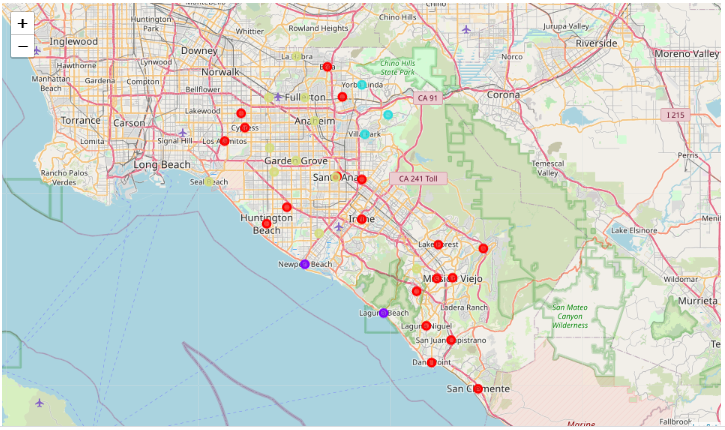 +
−
Huntington
Park
Whittier
Rowland Heights
Chino Hills
Chino
Jurupa Valley
Riverside
Inglewood
Downey
La Habra
Chino Hills
State Park
Norco
Moreno Valley
Hawthorne
Lynwood
Norwalk
Manhattan
Beach
Gardena
Compton
Bellflower
Fullerton
Corona
CA 91
Torrance
Carson
Lakewood
Cypress
Anaheim
Villa Park
I 215
Lomita
Signal Hill
Los Alamitos
Long Beach
Garden Grove
Perris
Temescal
Valley
Rancho Palos
Verdes
Seal Beach
Santa Ana
CA 241 Toll
Huntington
Beach
Irvine
Lake Forest
Lake Elsinore
Newport Beach
Mission Viejo
Wildomar
Ladera Ranch
San Mateo
Canyon
Wilderness
Murrieta
Laguna Beach
Laguna Niguel
San Juan Capistrano
Dana Point
San Clemente
Marine
Fallbrook